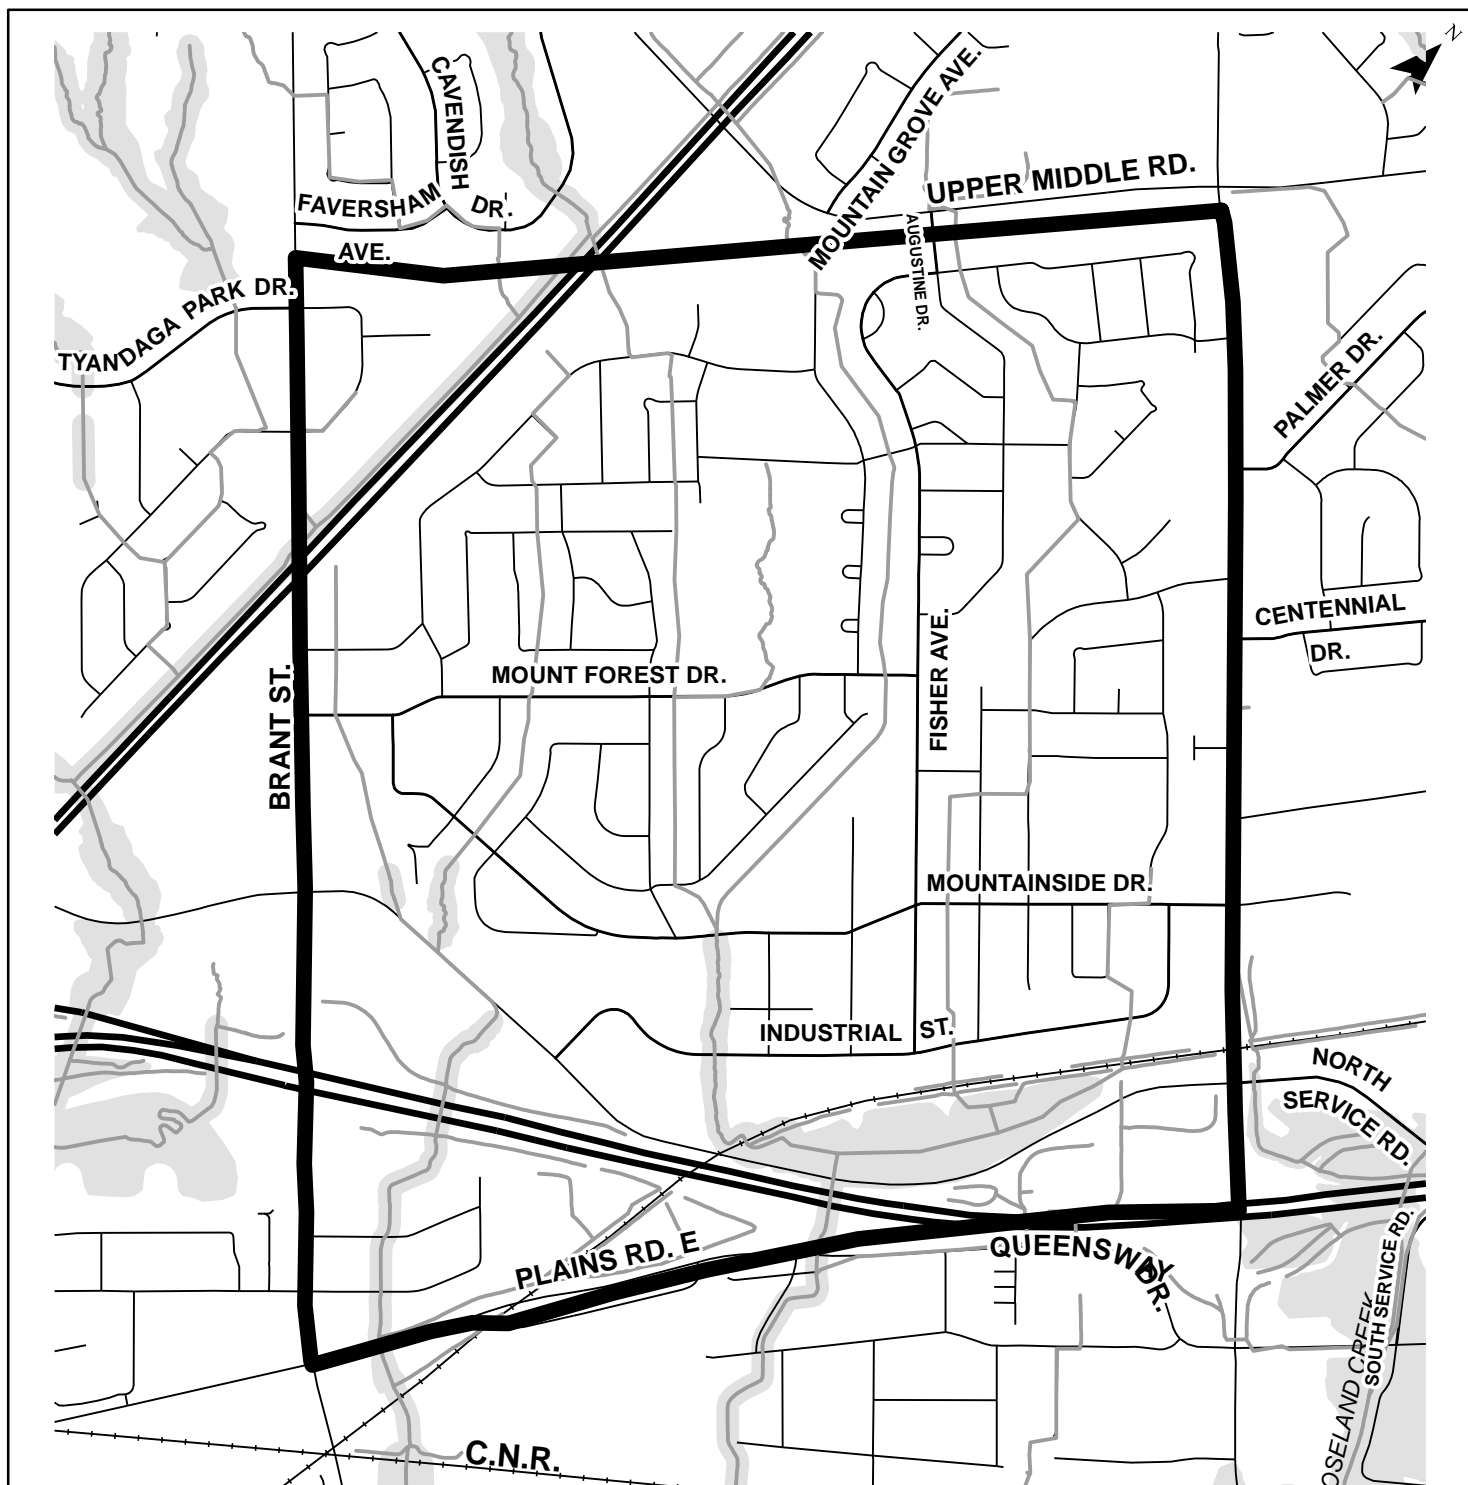 N
CAVENDISH
MOUNTAIN GROVE AVE.
UPPER MIDDLE RD.
FAVERSHAM
DR.
AVE.
AUGUSTINE DR.
TYANDAGA PARK DR.
PALMER DR.
CENTENNIAL
DR.
FISHER AVE.
MOUNT FOREST DR.
BRANT ST.
MOUNTAINSIDE DR.
INDUSTRIAL ST.
NORTH
SERVICE RD.
PLAINS RD. E
QUEENSWAY
DR.
SOUTH SERVICE RD.
OSELAND CREEK
C.N.R.